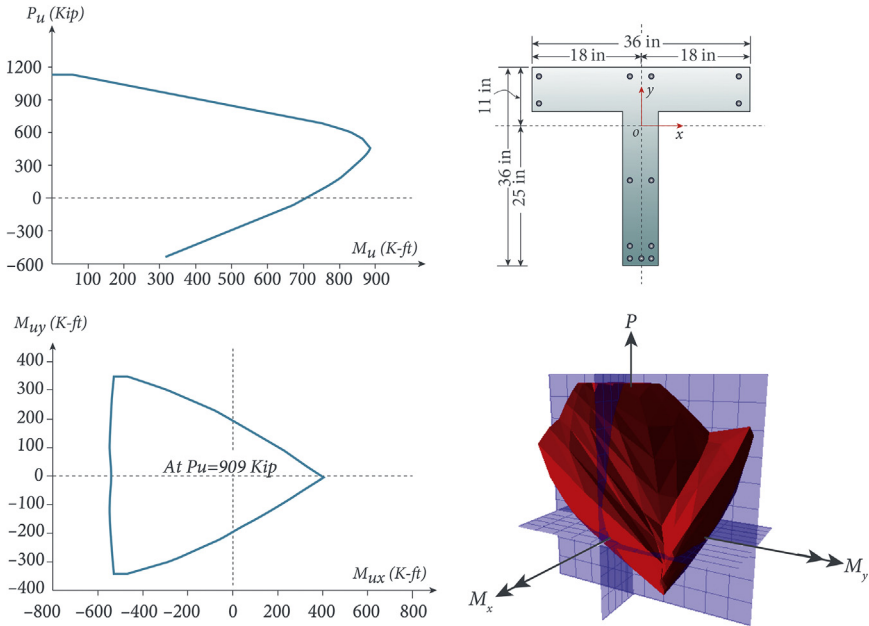 Pu (Kip)
1200
900
600
300
0
−300
−600
Mu (K-ft)
100 200 300 400 500 600 700 800 900
36 in
18 in 18 in
11 in
36 in
25 in
y
o
x
Muy (K-ft)
400
300
200
100
0
−100
−200
−300
−400
At Pu=909 Kip
Mux (K-ft)
−800 −600 −400 −200 0 200 400 600 800
P
Mx
My